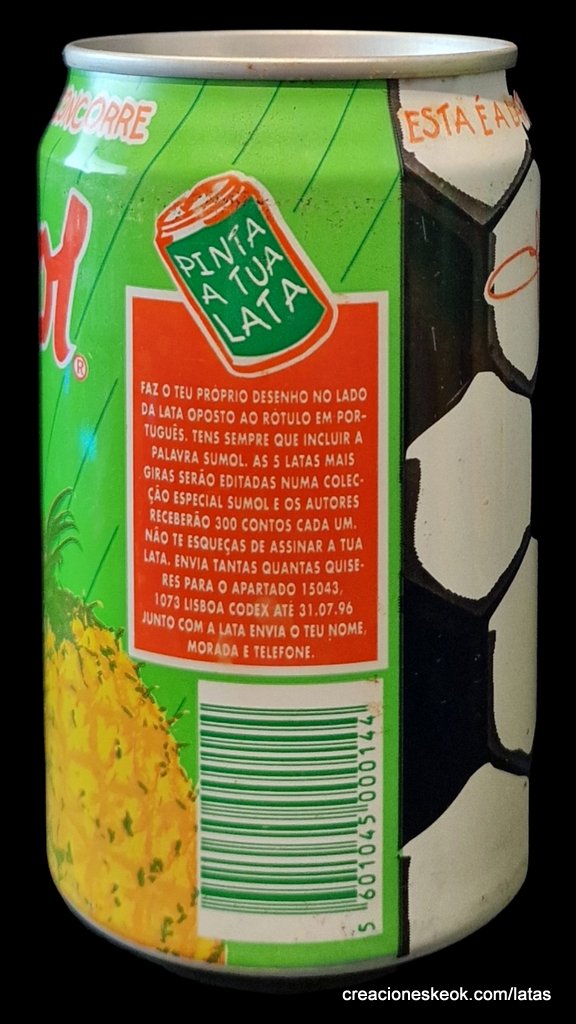 CONCORRE
ESTA É A
PINTA
A TUA
LATA
FAZ O TEU PRÓPRIO DESENHO NO LADO
DA LATA OPOSTO AO RÓTULO EM POR-
TUGUÊS. TENS SEMPRE QUE INCLUIR A
PALAVRA SUMOL. AS 5 LATAS MAIS
GIRAS SERÃO EDITADAS NUMA COLEC-
ÇÃO ESPECIAL SUMOL E OS AUTORES
RECEBERÃO 300 CONTOS CADA UM.
NÃO TE ESQUEÇAS DE ASSINAR A TUA
LATA. ENVIA TANTAS QUANTAS QUISE-
RES PARA O APARTADO 15043,
1073 LISBOA CODEX ATÉ 31.07.96
JUNTO COM A LATA ENVIA O TEU NOME,
MORADA E TELEFONE.
5 601045 000144
creacioneskeok.com/latas